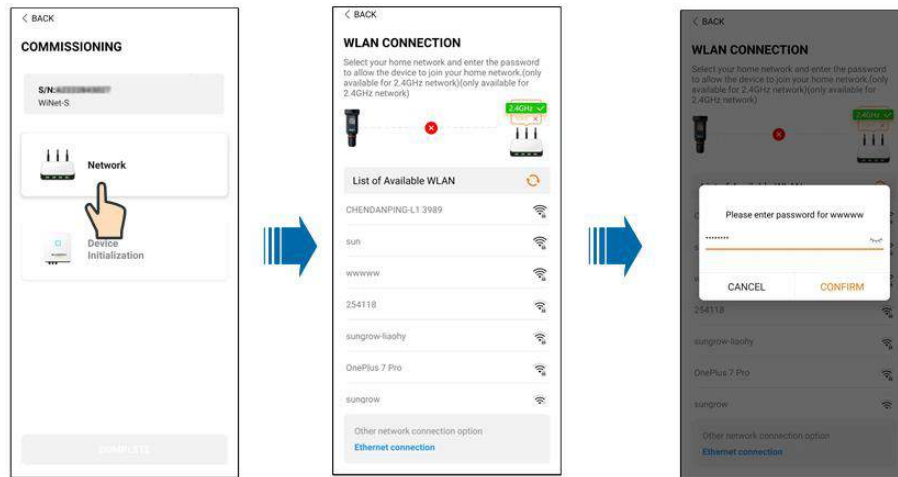 < BACK
COMMISSIONING
S/N:
WiNet-S
Network
Device
Initialization
COMPLETE
< BACK
WLAN CONNECTION
Select your home network and enter the password
to allow the device to join your home network.(only
available for 2.4GHz network)(only available for
2.4GHz network)
2.4GHz
List of Available WLAN
CHENDANPING-L1 3989
sun
wwwww
254118
sungrow-liaohy
OnePlus 7 Pro
sungrow
Other network connection option
Ethernet connection
< BACK
WLAN CONNECTION
Select your home network and enter the password
to allow the device to join your home network.(only
available for 2.4GHz network)(only available for
2.4GHz network)
2.4GHz
Please enter password for wwwww
········
CANCEL
CONFIRM
254118
sungrow-liaohy
OnePlus 7 Pro
sungrow
Other network connection option
Ethernet connection